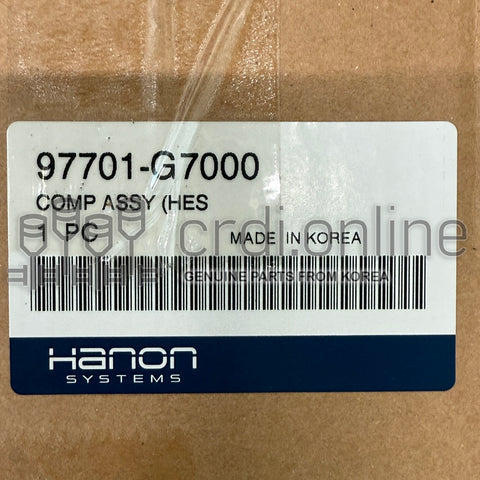 97701-G7000
COMP ASSY (HES
1 PC
MADE IN KOREA
crdi.online
GENUINE PARTS FROM KOREA
Hanon
SYSTEMS